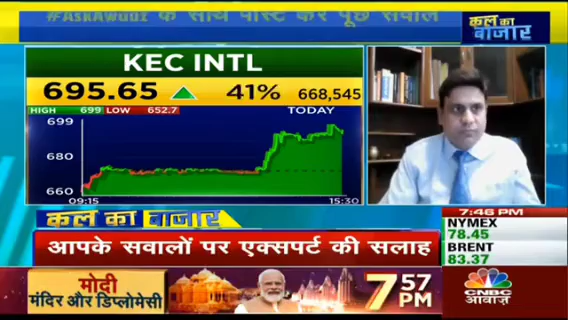 #AskAwaaz के साथ पोस्ट कर पूछें सवाल
कल का
बाज़ार
KEC INTL
695.65 41% 668,545
HIGH 699 LOW 652.7 TODAY
699
680
660
09:15 15:30
कल का बाज़ार
आपके सवालों पर एक्सपर्ट की सलाह
7:46 PM
NYMEX
78.45
BRENT
83.37
मोदी
मंदिर और डिप्लोमेसी
7 57
PM
कल का
बाज़ार
CNBC
आवाज़